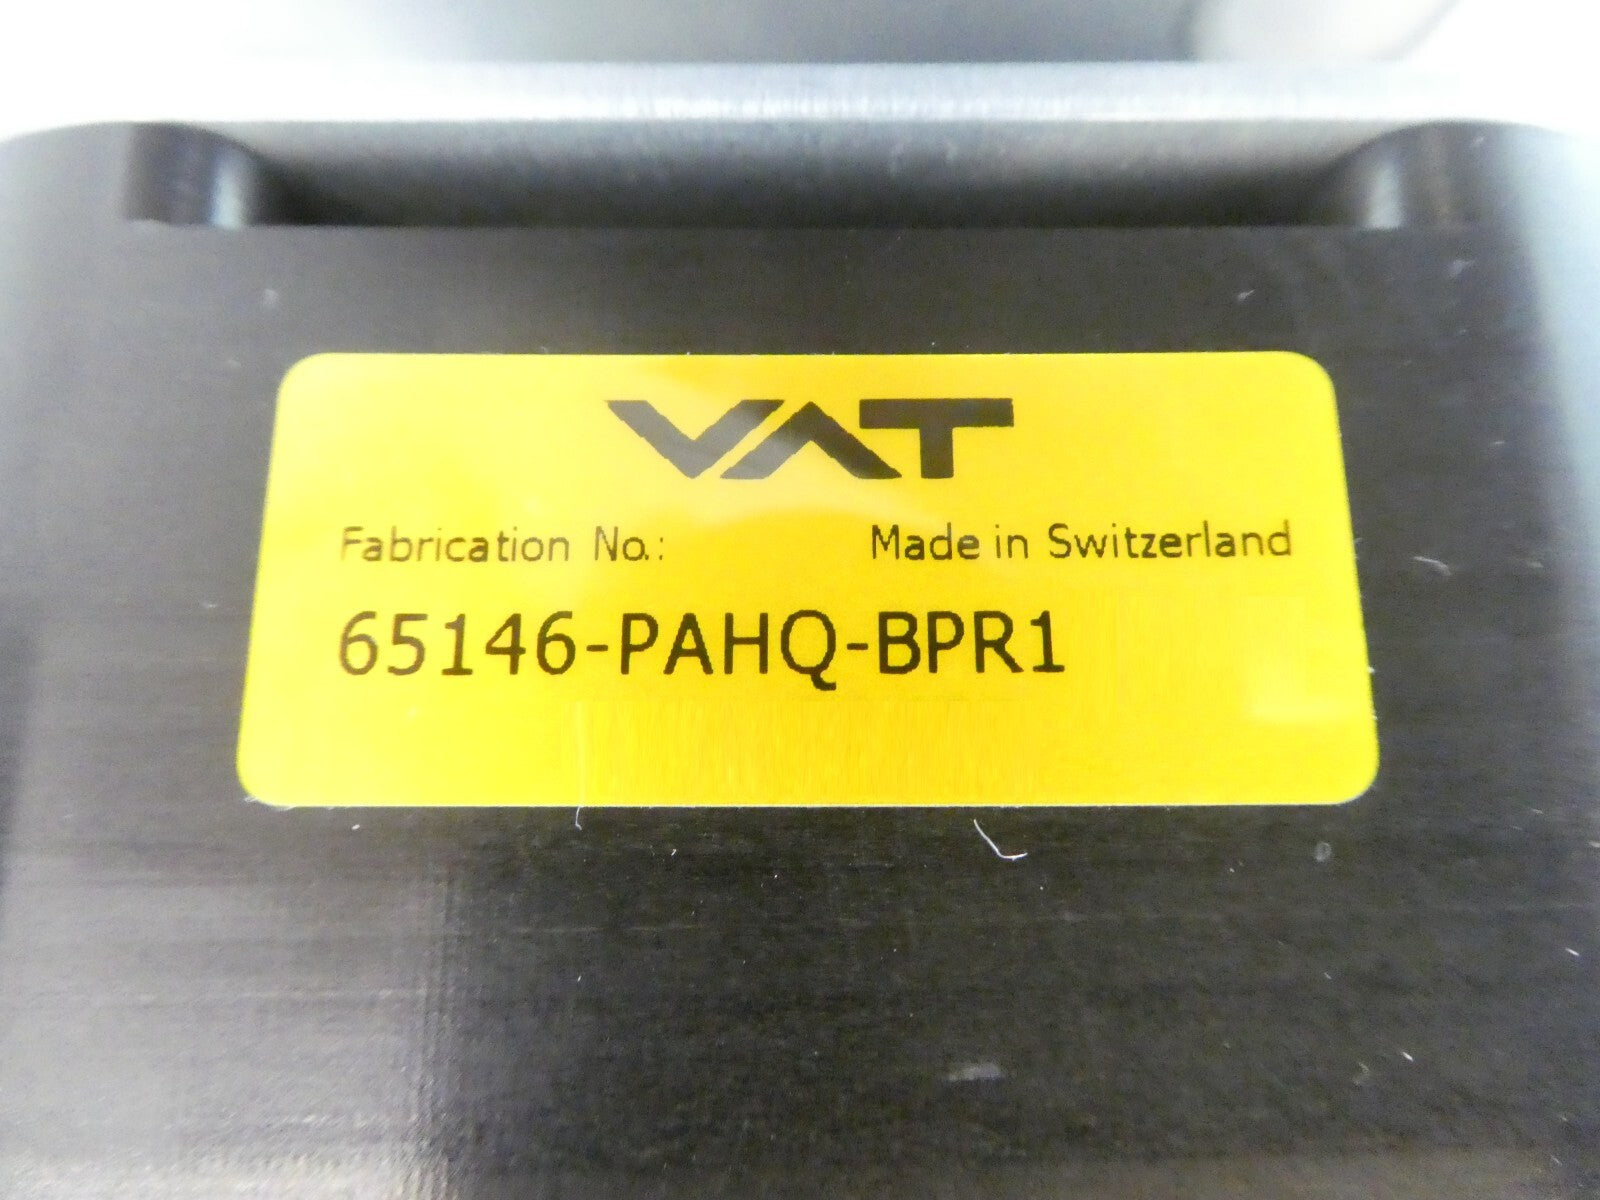 VAT
Fabrication No.: Made in Switzerland
65146-PAHQ-BPR1